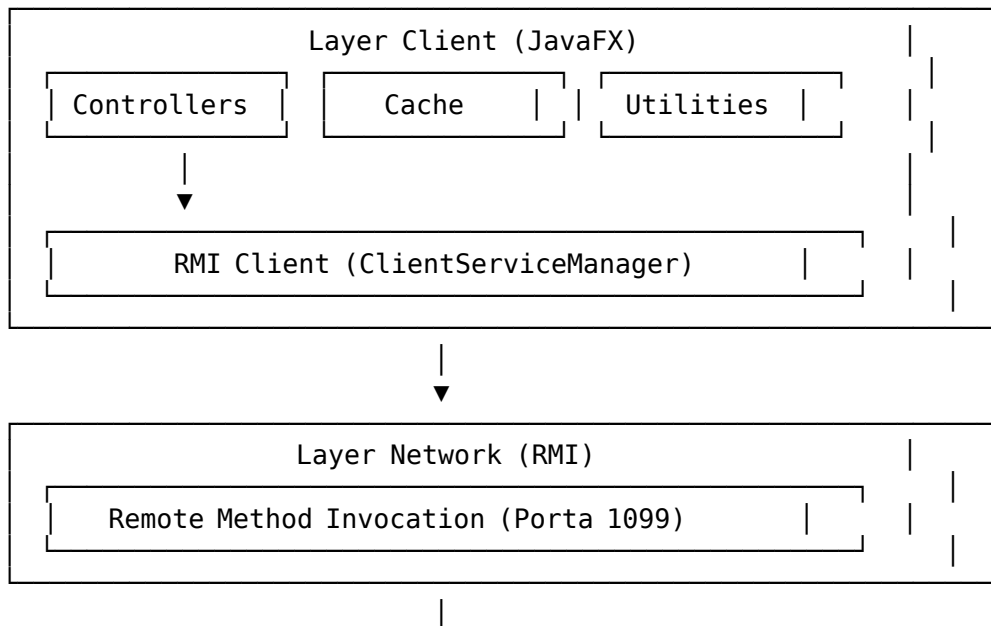 Layer Client (JavaFX)
Controllers Cache Utilities
RMI Client (ClientServiceManager)
Layer Network (RMI)
Remote Method Invocation (Porta 1099)